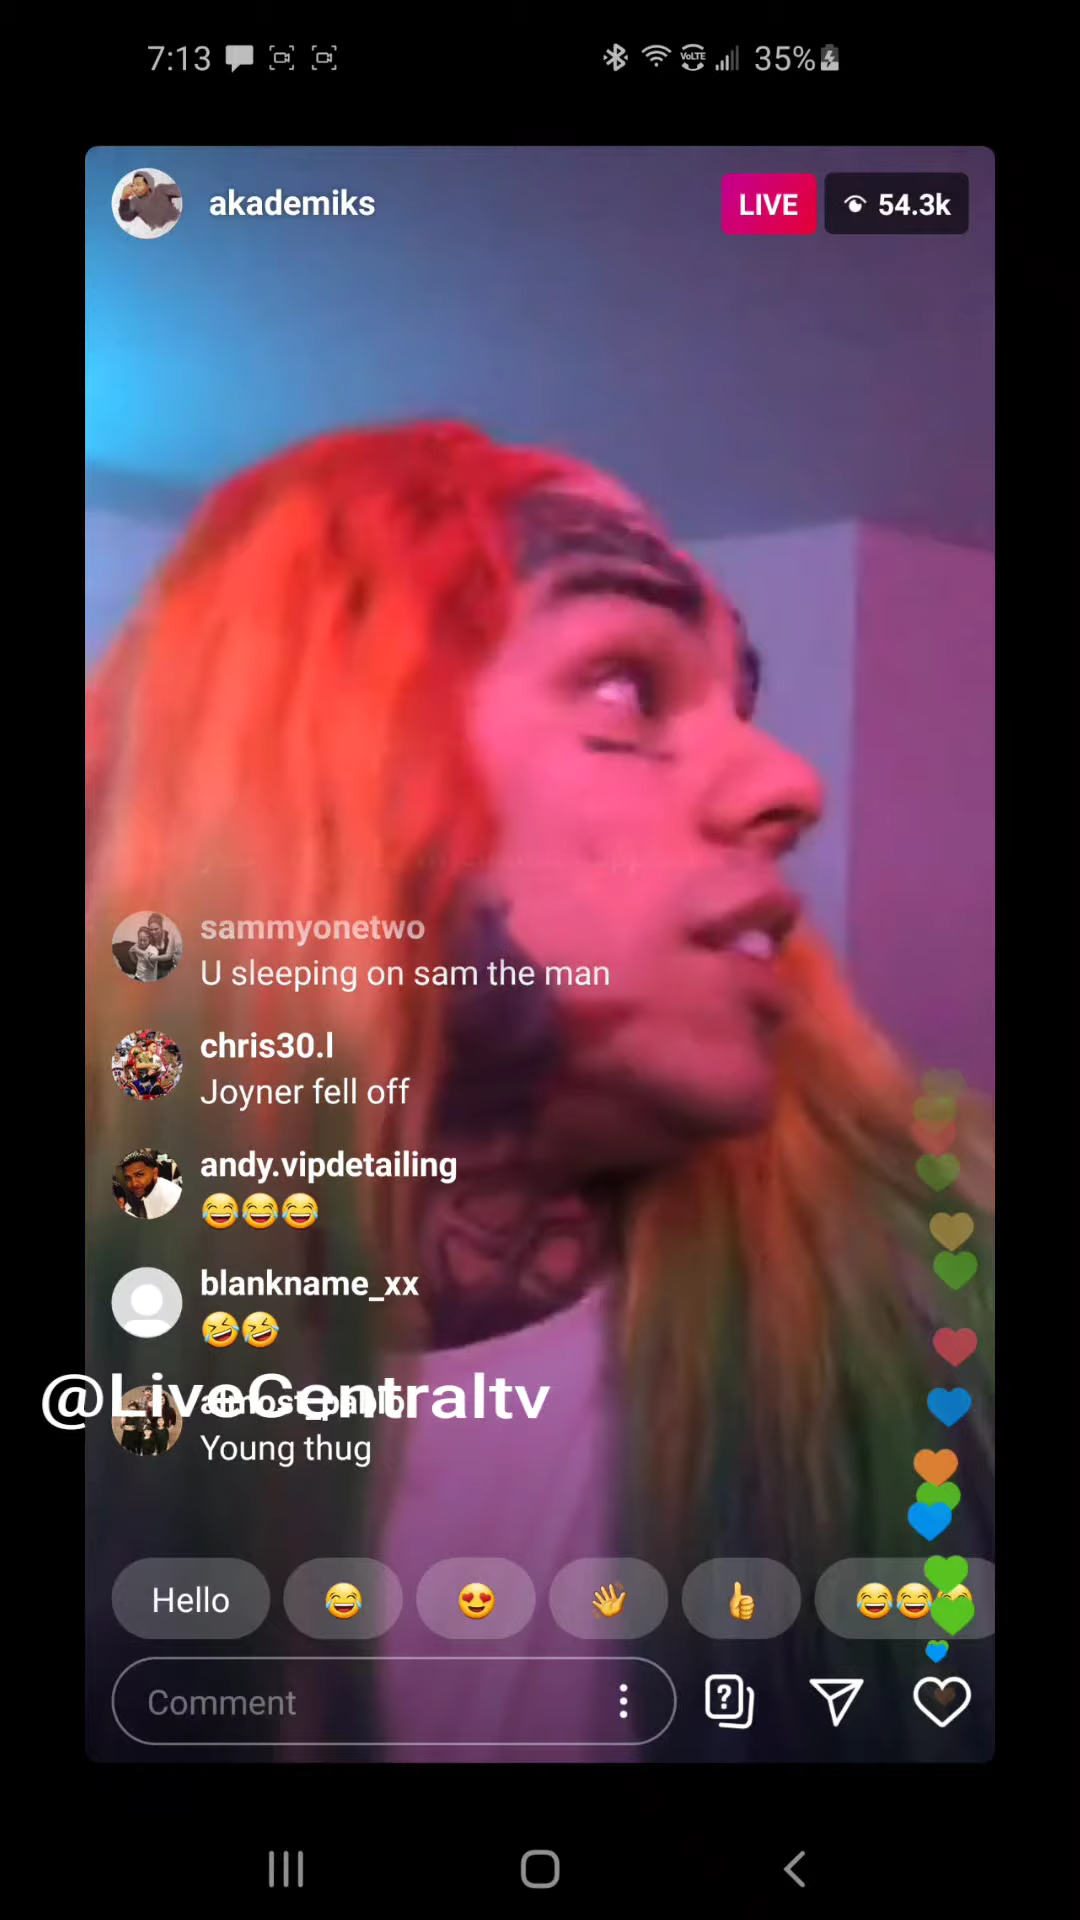 7:13
VoLTE
35%
akademiks
LIVE
54.3k
sammyonetwo
U sleeping on sam the man
chris30.l
Joyner fell off
andy.vipdetailing
😂😂😂
blankname_xx
🤣🤣
@LiveCentraltv
Young thug
Hello
Comment